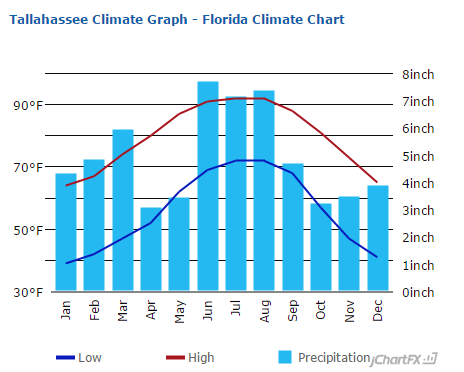 Tallahassee Climate Graph - Florida Climate Chart
8inch
90°F 7inch
6inch
70°F 5inch
4inch
50°F 3inch
2inch
1inch
30°F 0inch
Jan Feb Mar Apr May Jun Jul Aug Sep Oct Nov Dec
Low High Precipitation
jChartFX